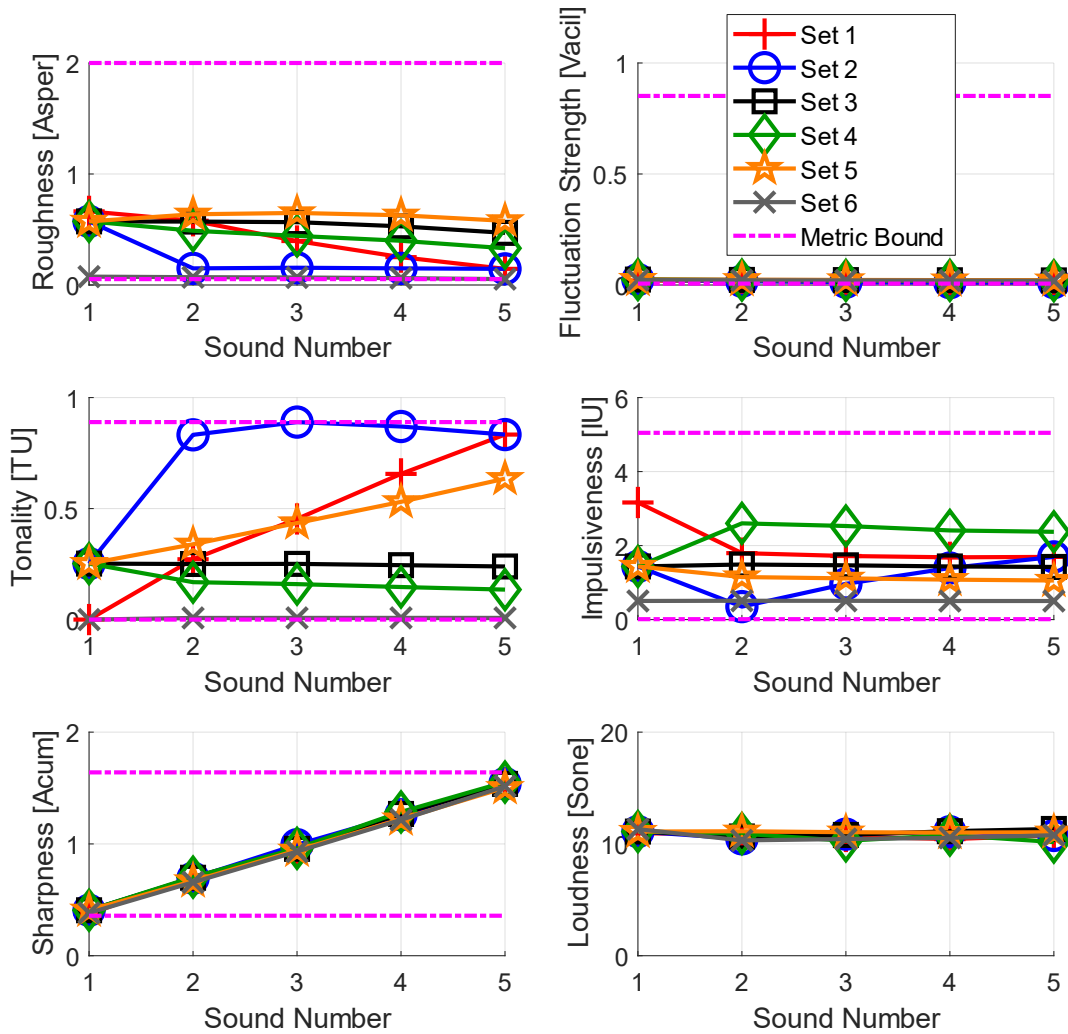 Roughness [Asper]
2
1
0
1 2 3 4 5
Sound Number
Fluctuation Strength [Vacil]
1
0.5
0
1 2 3 4 5
Sound Number
Set 1
Set 2
Set 3
Set 4
Set 5
Set 6
Metric Bound
Tonality [TU]
1
0.5
0
1 2 3 4 5
Sound Number
Impulsiveness [IU]
6
4
2
0
1 2 3 4 5
Sound Number
Sharpness [Acum]
2
1
0
1 2 3 4 5
Sound Number
Loudness [Sone]
20
10
0
1 2 3 4 5
Sound Number